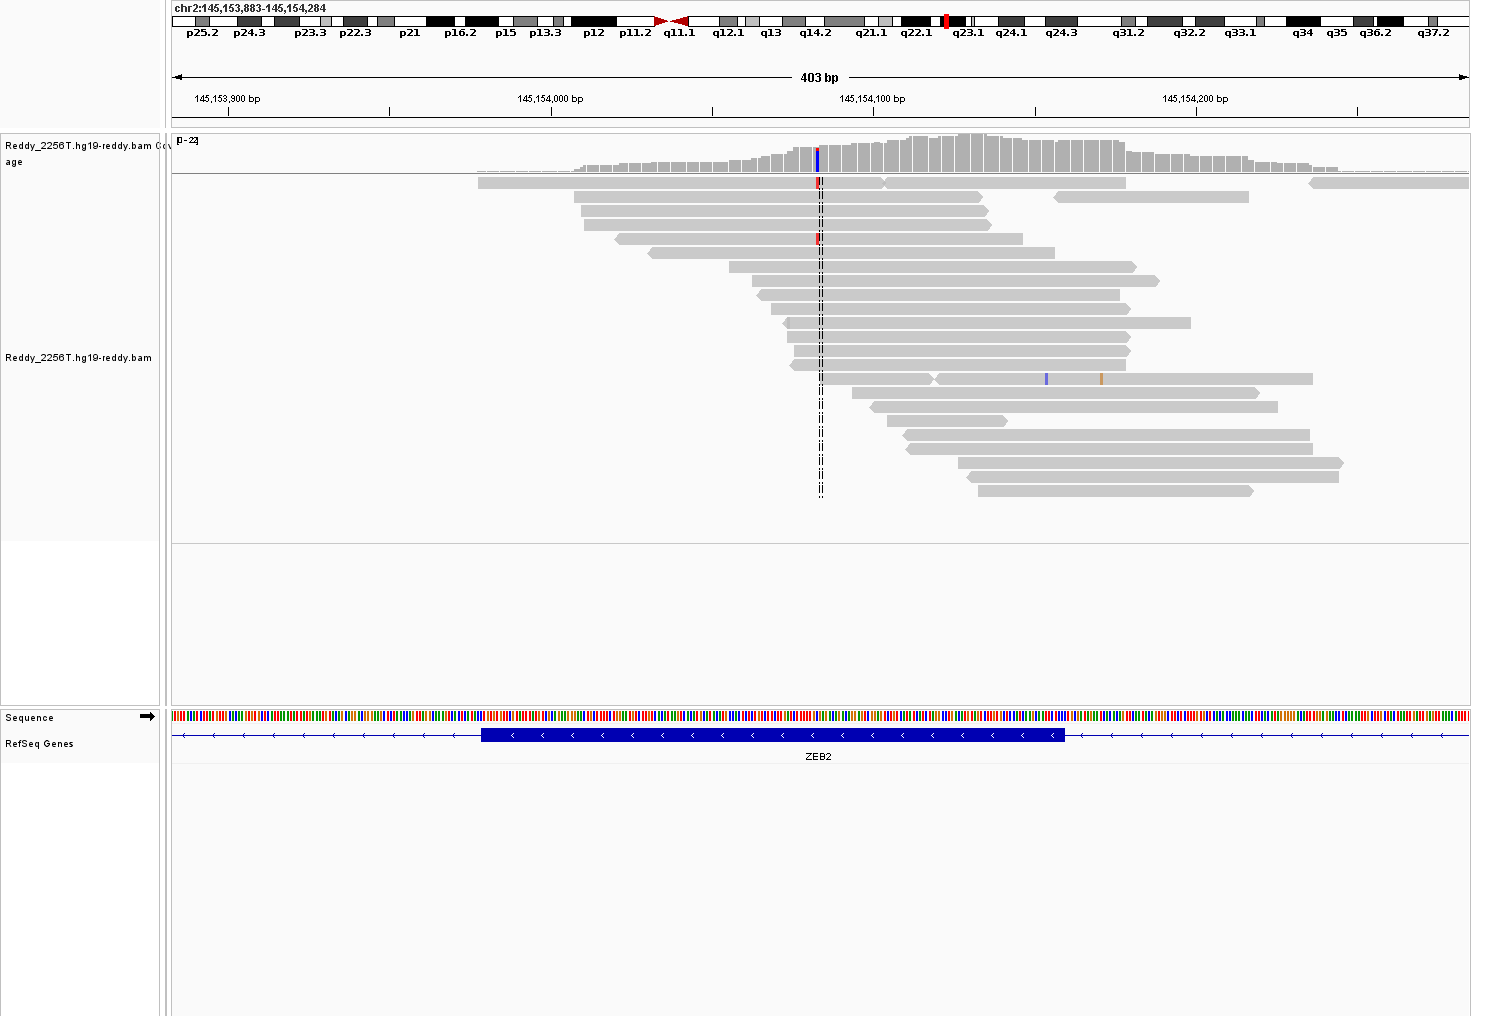 chr2:145,153,883-145,154,284
p25.2 p24.3 p23.3 p22.3 p21 p16.2 p15 p13.3 p12 p11.2 q11.1 q12.1 q13 q14.2 q21.1 q22.1 q23.1 q24.1 q24.3 q31.2 q32.2 q33.1 q34 q35 q36.2 q37.2
403 bp
145,153,900 bp 145,154,000 bp 145,154,100 bp 145,154,200 bp
Reddy_2256T.hg19-reddy.bam Cov
age
[0 - 22]
Reddy_2256T.hg19-reddy.bam
Sequence
RefSeq Genes
ZEB2